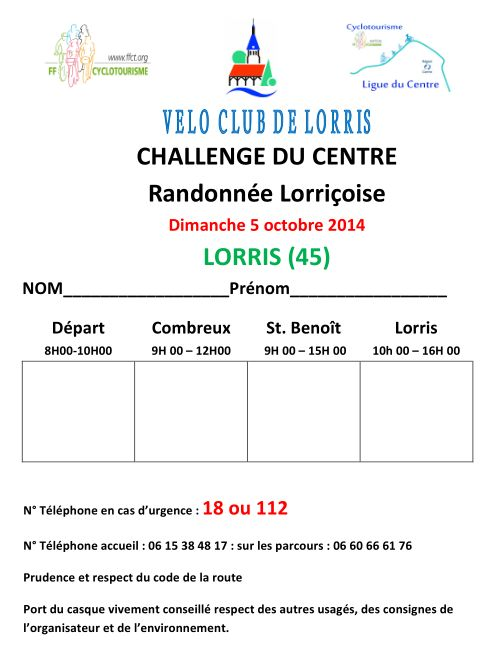 www.ffct.org
FF CYCLOTOURISME
Cyclotourisme
Ligue du Centre
VELO CLUB DE LORRIS
CHALLENGE DU CENTRE
Randonnée Lorriçoise
Dimanche 5 octobre 2014
LORRIS (45)
NOM__________________Prénom_________________
Départ Combreux St. Benoît Lorris
8H00-10H00 9H 00 – 12H00 9H 00 – 15H 00 10h 00 – 16H 00
N° Téléphone en cas d'urgence : 18 ou 112
N° Téléphone accueil : 06 15 38 48 17 : sur les parcours : 06 60 66 61 76
Prudence et respect du code de la route
Port du casque vivement conseillé respect des autres usagés, des consignes de
l'organisateur et de l'environnement.